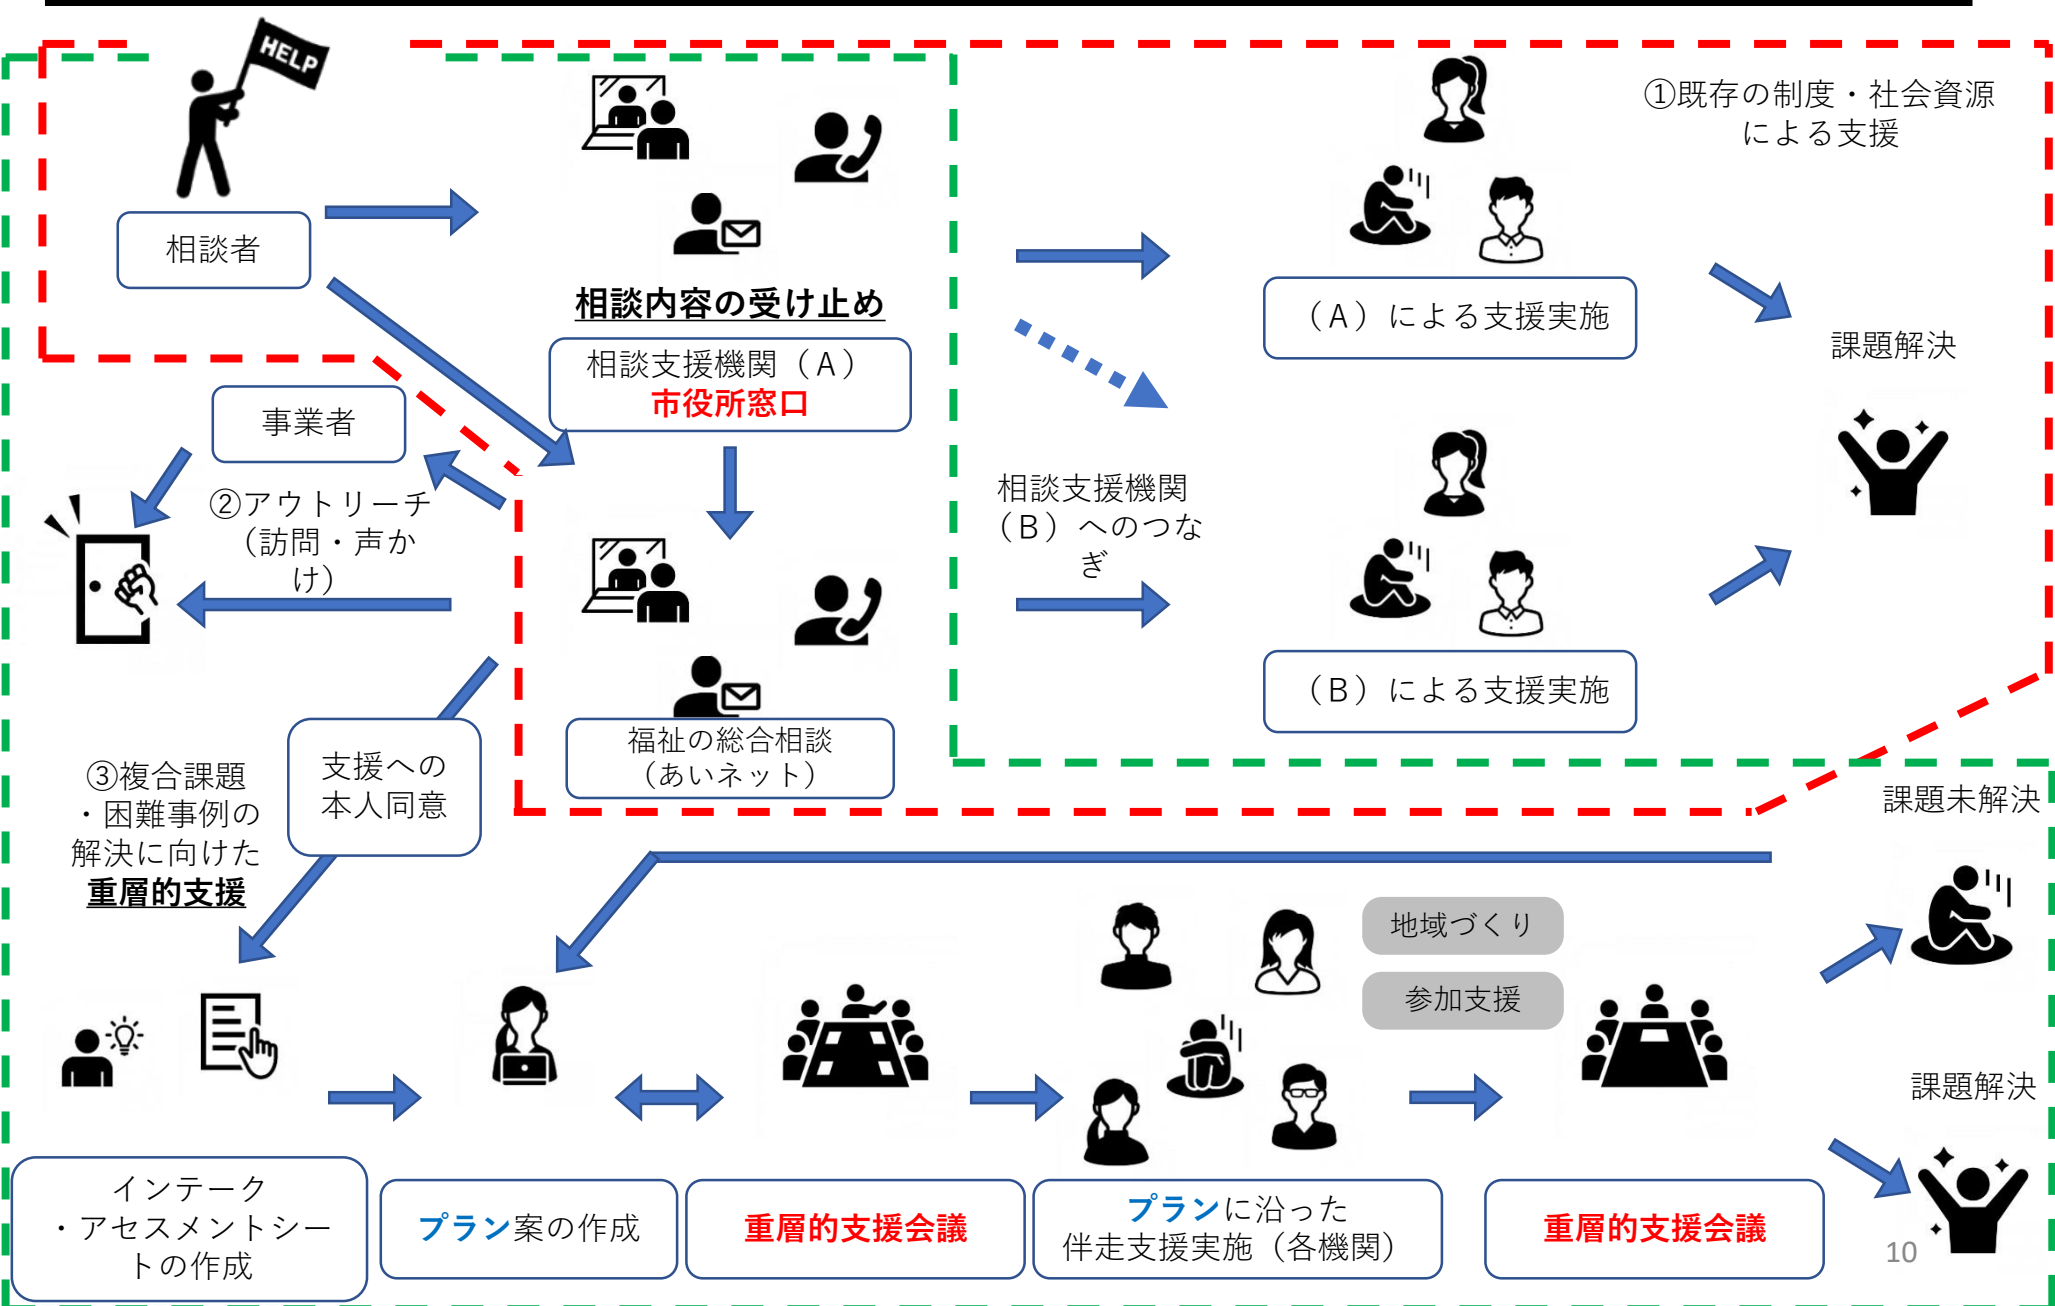 HELP
相談者
相談内容の受け止め
相談支援機関（A）
市役所窓口
①既存の制度・社会資源
による支援
（A）による支援実施
課題解決
事業者
②アウトリーチ
（訪問・声か
け）
相談支援機関
（B）へのつな
ぎ
（B）による支援実施
福祉の総合相談
（あいネット）
支援への
本人同意
③複合課題
・困難事例の
解決に向けた
重層的支援
課題未解決
地域づくり
参加支援
課題解決
インテーク
・アセスメントシー
トの作成
プラン案の作成
重層的支援会議
プランに沿った
伴走支援実施（各機関）
重層的支援会議
10